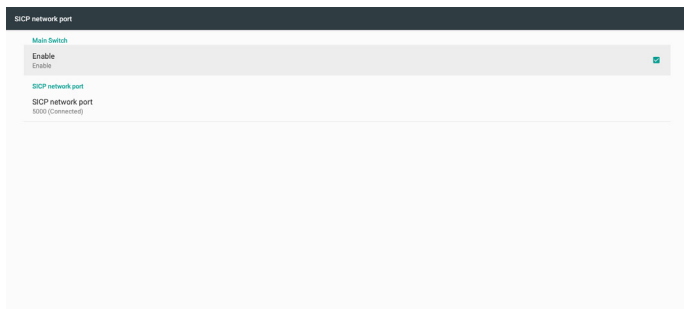 SICP network port
Main Switch
Enable
Enable
SICP network port
SICP network port
5000 (Connected)